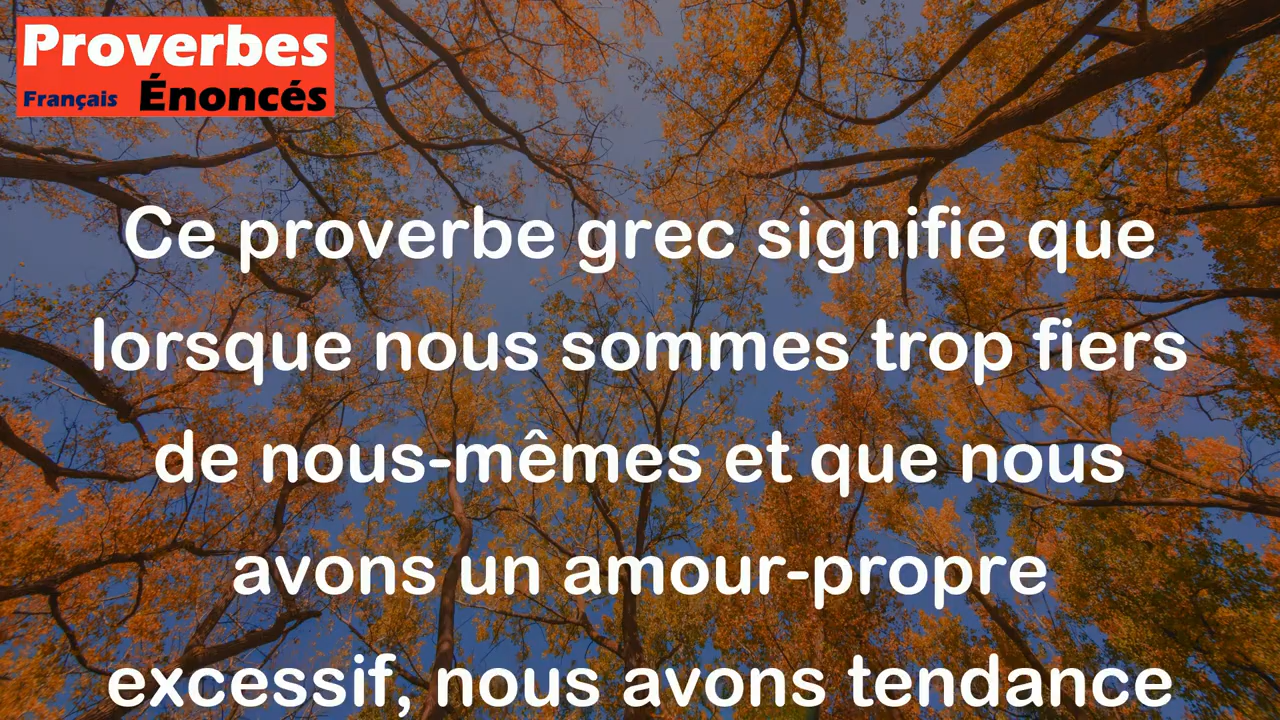 Proverbes
Français Énoncés
Ce proverbe grec signifie que
lorsque nous sommes trop fiers
de nous-mêmes et que nous
avons un amour-propre
excessif, nous avons tendance